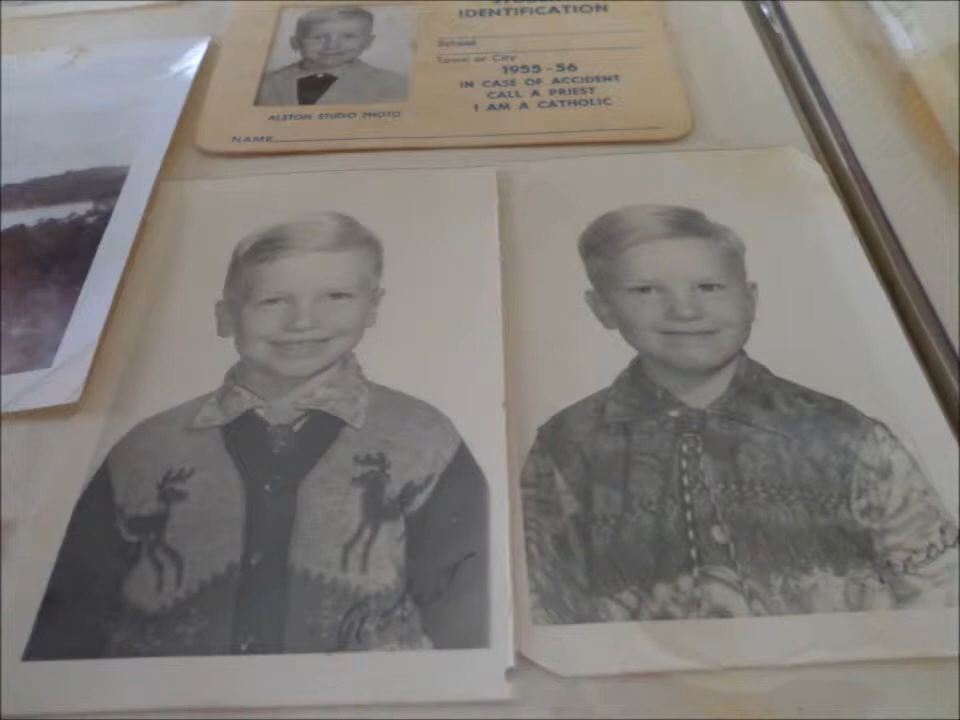 IDENTIFICATION
School
Town or City
1955-56
IN CASE OF ACCIDENT
CALL A PRIEST
I AM A CATHOLIC
ALSTON STUDIO PHOTO
NAME